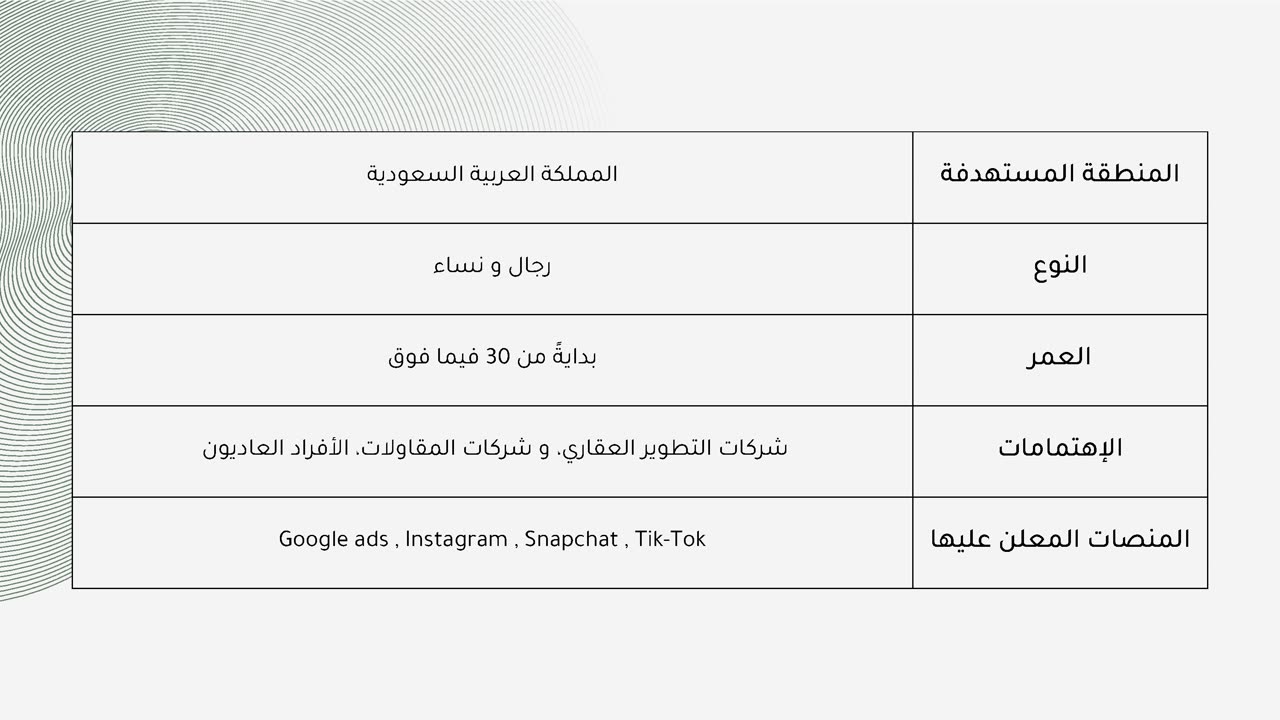 المنطقة المستهدفة
المملكة العربية السعودية
النوع
رجال و نساء
العمر
بدايةً من 30 فيما فوق
الإهتمامات
شركات التطوير العقاري، و شركات المقاولات، الأفراد العاديون
المنصات المعلن عليها
Google ads , Instagram , Snapchat , Tik-Tok